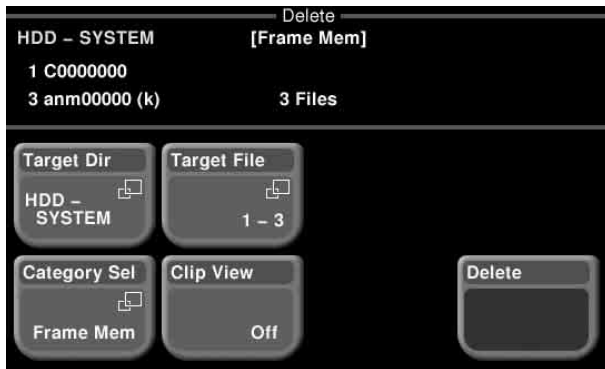 Delete
HDD – SYSTEM [Frame Mem]
1 C0000000
3 anm00000 (k) 3 Files
Target Dir
HDD –
SYSTEM
Target File
1 – 3
Category Sel
Frame Mem
Clip View
Off
Delete